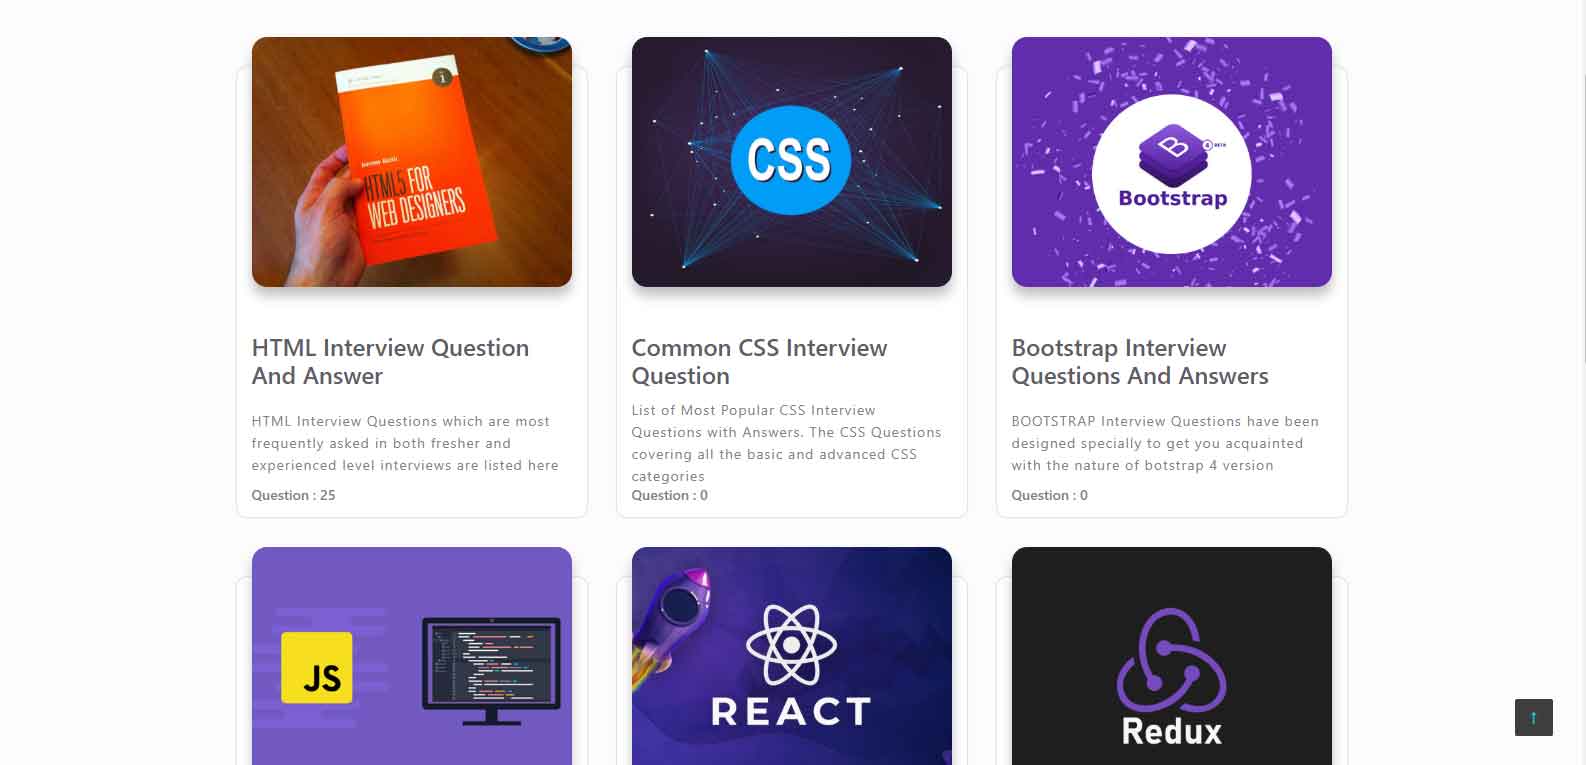 i
Jeremy Keith
HTML5 FOR
WEB DESIGNERS
CSS
4 BETA
B
Bootstrap
HTML Interview Question
And Answer
Common CSS Interview
Question
Bootstrap Interview
Questions And Answers
HTML Interview Questions which are most
frequently asked in both fresher and
experienced level interviews are listed here
Question : 25
List of Most Popular CSS Interview
Questions with Answers. The CSS Questions
covering all the basic and advanced CSS
categories
Question : 0
BOOTSTRAP Interview Questions have been
designed specially to get you acquainted
with the nature of botstrap 4 version
Question : 0
JS
REACT
Redux
↑